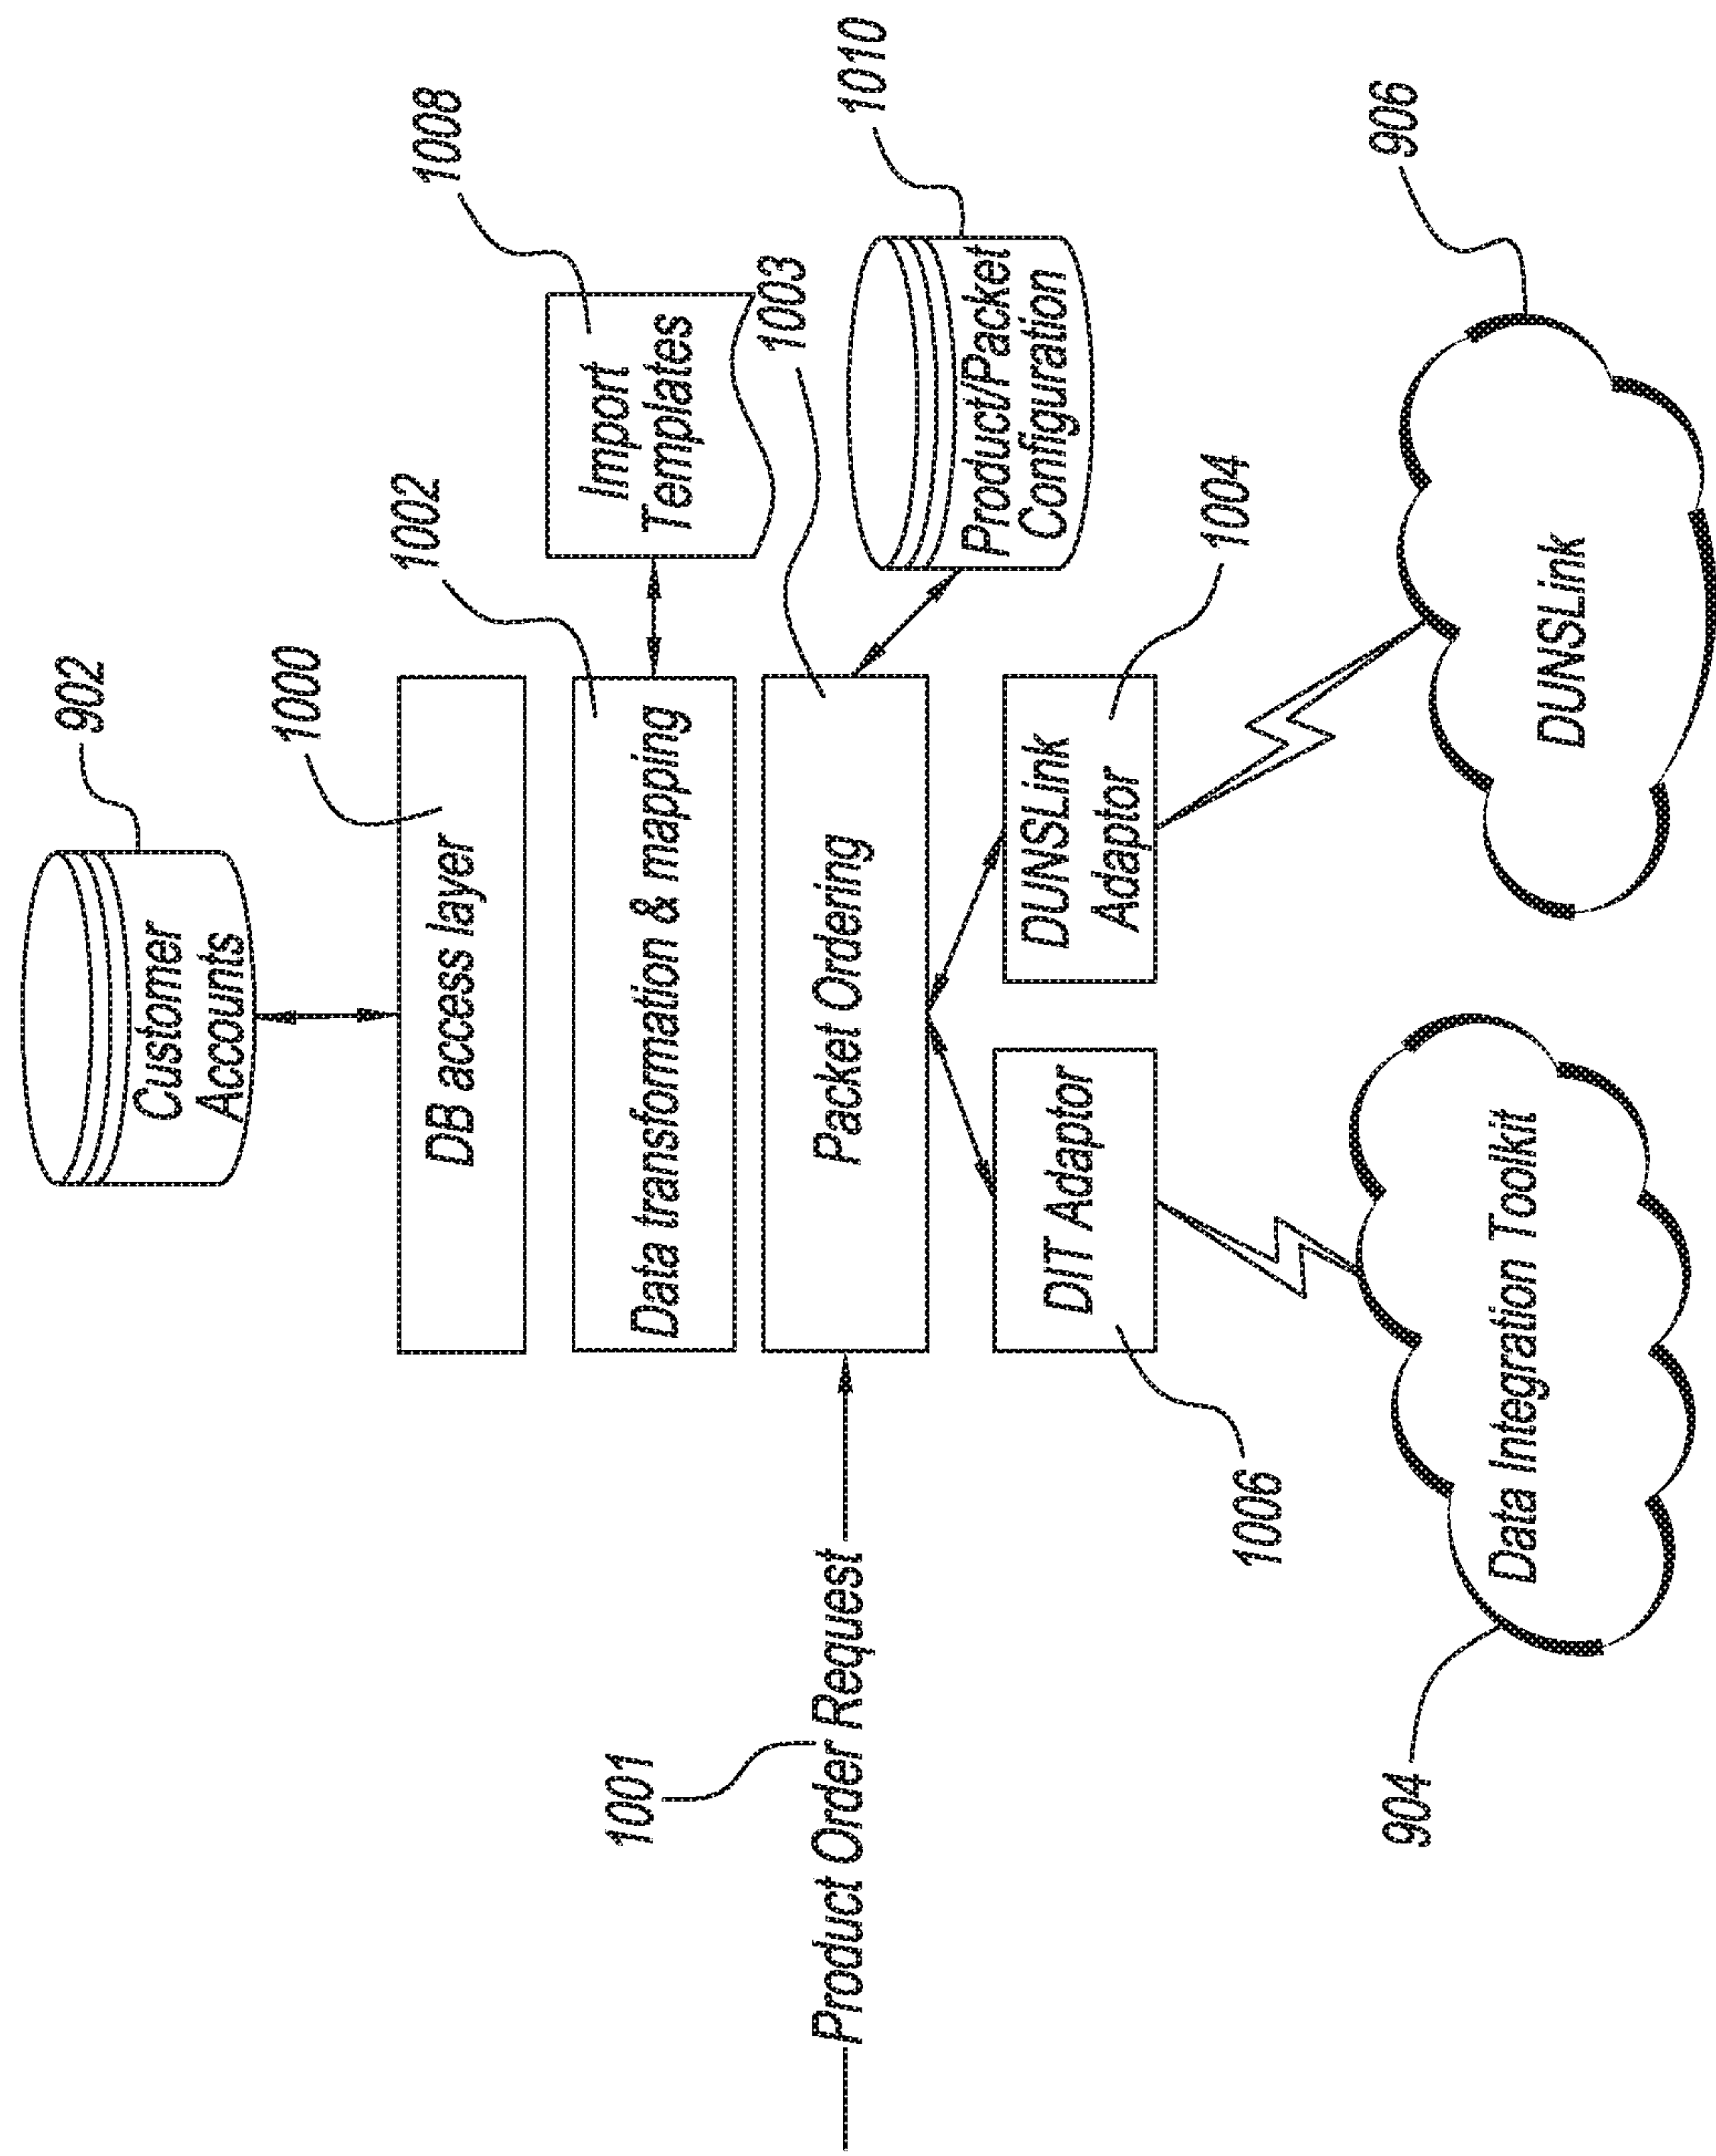 902
Customer
Accounts
1000
DB access layer
1002
Data transformation & mapping
1008
Import
Templates
1003
Packet Ordering
1010
Product/Packet
Configuration
1001
Product Order Request
1004
DUNSLink
Adaptor
DIT Adaptor
1006
906
DUNSLink
904
Data Integration Toolkit